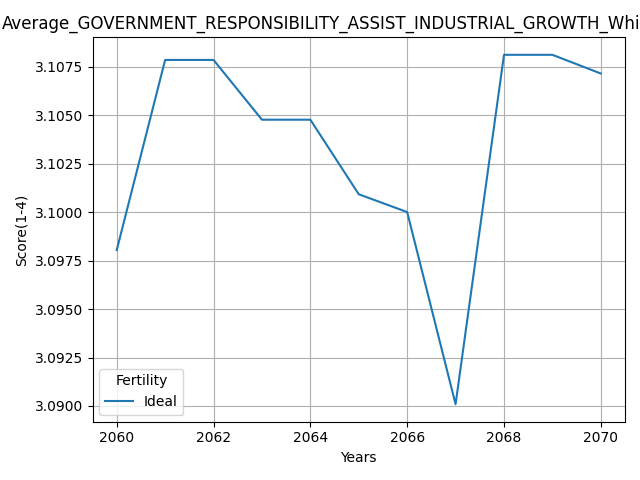 Average_GOVERNMENT_RESPONSIBILITY_ASSIST_INDUSTRIAL_GROWTH_Whi
3.1075
3.1050
3.1025
3.1000
3.0975
3.0950
3.0925
3.0900
Score(1-4)
Fertility
Ideal
2060 2062 2064 2066 2068 2070
Years